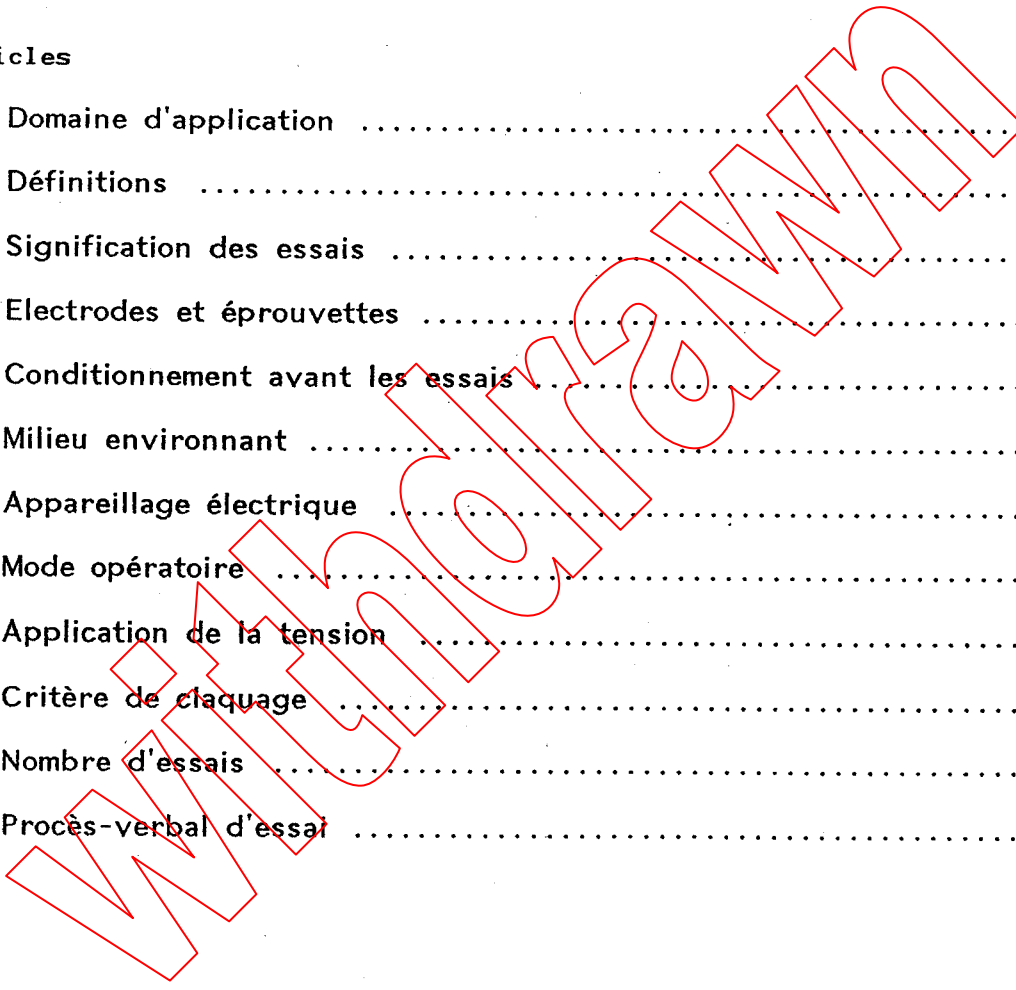 icles
Domaine d'application ........................................
Définitions ..................................................
Signification des essais .....................................
Electrodes et éprouvettes ....................................
Conditionnement avant les essais .............................
Milieu environnant ...........................................
Appareillage électrique ......................................
Mode opératoire ..............................................
Application de la tension ....................................
Critère de claquage ..........................................
Nombre d'essais ..............................................
Procès-verbal d'essai ........................................
withdrawn